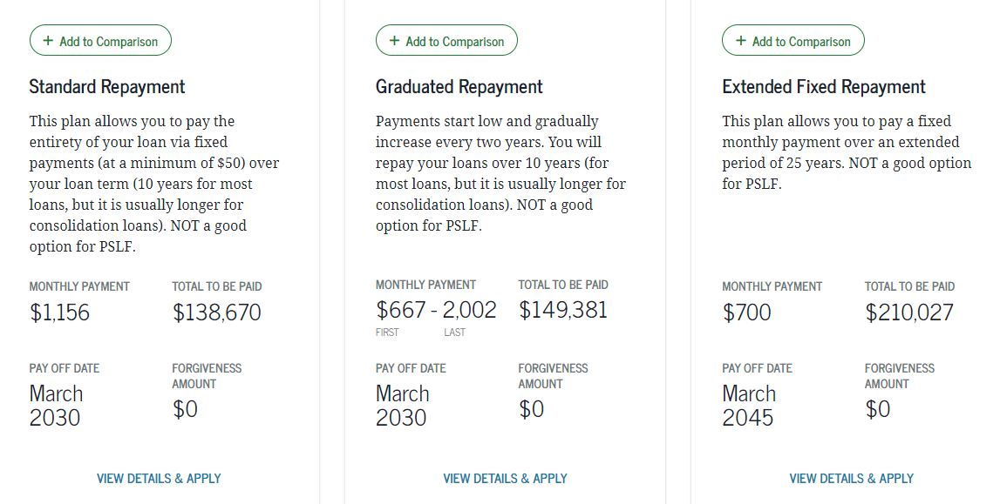 + Add to Comparison
Standard Repayment
This plan allows you to pay the
entirety of your loan via fixed
payments (at a minimum of $50) over
your loan term (10 years for most
loans, but it is usually longer for
consolidation loans). NOT a good
option for PSLF.
MONTHLY PAYMENT
$1,156
TOTAL TO BE PAID
$138,670
PAY OFF DATE
March
2030
FORGIVENESS
AMOUNT
$0
VIEW DETAILS & APPLY
+ Add to Comparison
Graduated Repayment
Payments start low and gradually
increase every two years. You will
repay your loans over 10 years (for
most loans, but it is usually longer for
consolidation loans). NOT a good
option for PSLF.
MONTHLY PAYMENT
$667 - 2,002
FIRST LAST
TOTAL TO BE PAID
$149,381
PAY OFF DATE
March
2030
FORGIVENESS
AMOUNT
$0
VIEW DETAILS & APPLY
+ Add to Comparison
Extended Fixed Repayment
This plan allows you to pay a fixed
monthly payment over an extended
period of 25 years. NOT a good option
for PSLF.
MONTHLY PAYMENT
$700
TOTAL TO BE PAID
$210,027
PAY OFF DATE
March
2045
FORGIVENESS
AMOUNT
$0
VIEW DETAILS & APPLY